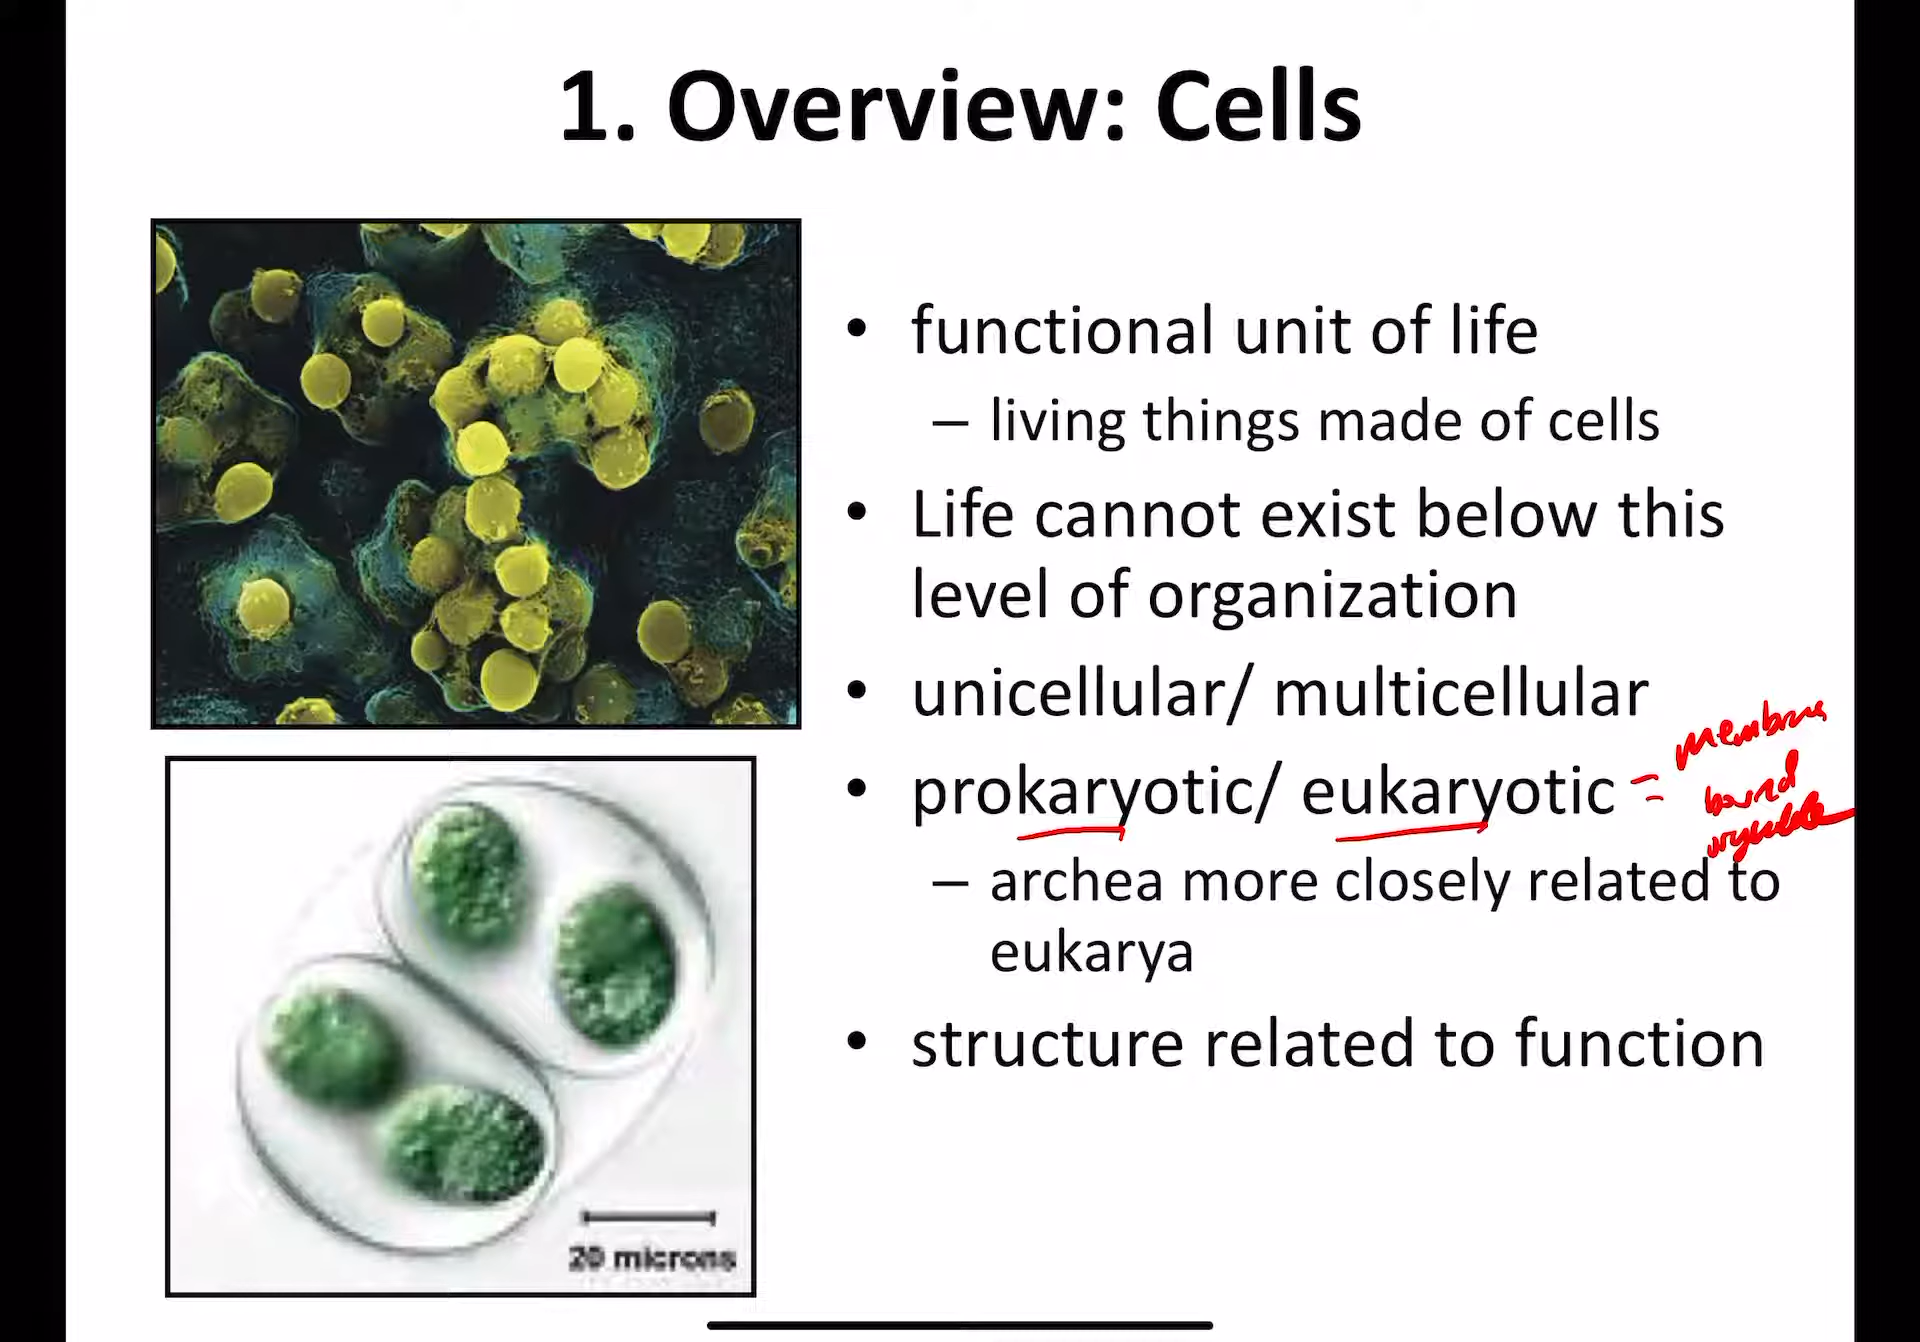 1. Overview: Cells
• functional unit of life
– living things made of cells
• Life cannot exist below this
level of organization
• unicellular/ multicellular
• prokaryotic/ eukaryotic =
membrane
bound
– archea more closely related to
eukarya
• structure related to function
20 microns